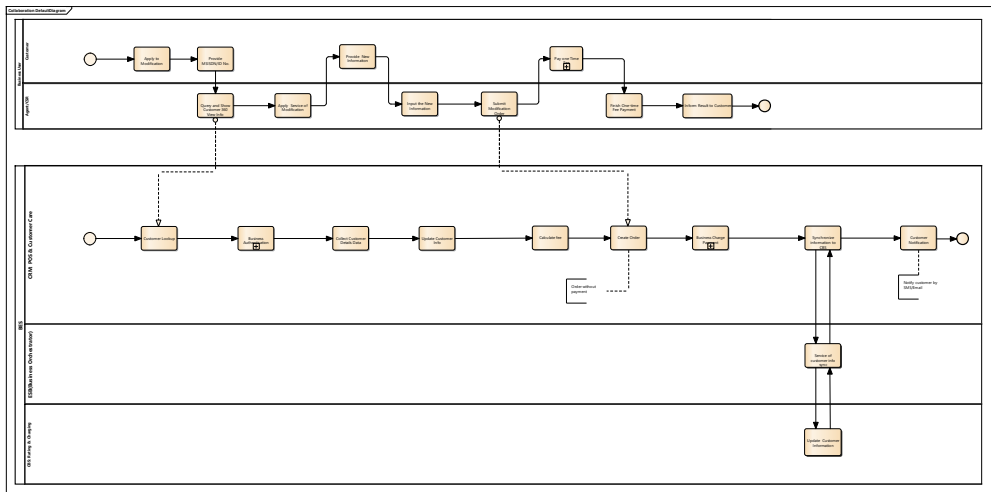 Collaboration DefaultDiagram
Business User
Customer
Apply to
Modification
Provide
MSISDN/ID No.
Provide New
Information
Pay one Time
Agent/CSR
Query and Show
Customer 360
View Info
Apply Service of
Modification
Input the New
Information
Submit
Modification
Order
Finish One-time
Fee Payment
Inform Result to Customer
BES
CRM: POS & Customer Care
Customer Lookup
Business
Authentication
Collect Customer
Details Data
Update Customer
Info
Calculate fee
Create Order
Business Charge
Payment
Synchronize
Information to
CBS
Customer
Notification
Order without
payment
Notify customer by
SMS/Email
ESB(Business Orchestrator)
Service of
customer info
sync
CBS Rating & Charging
Update Customer
Information